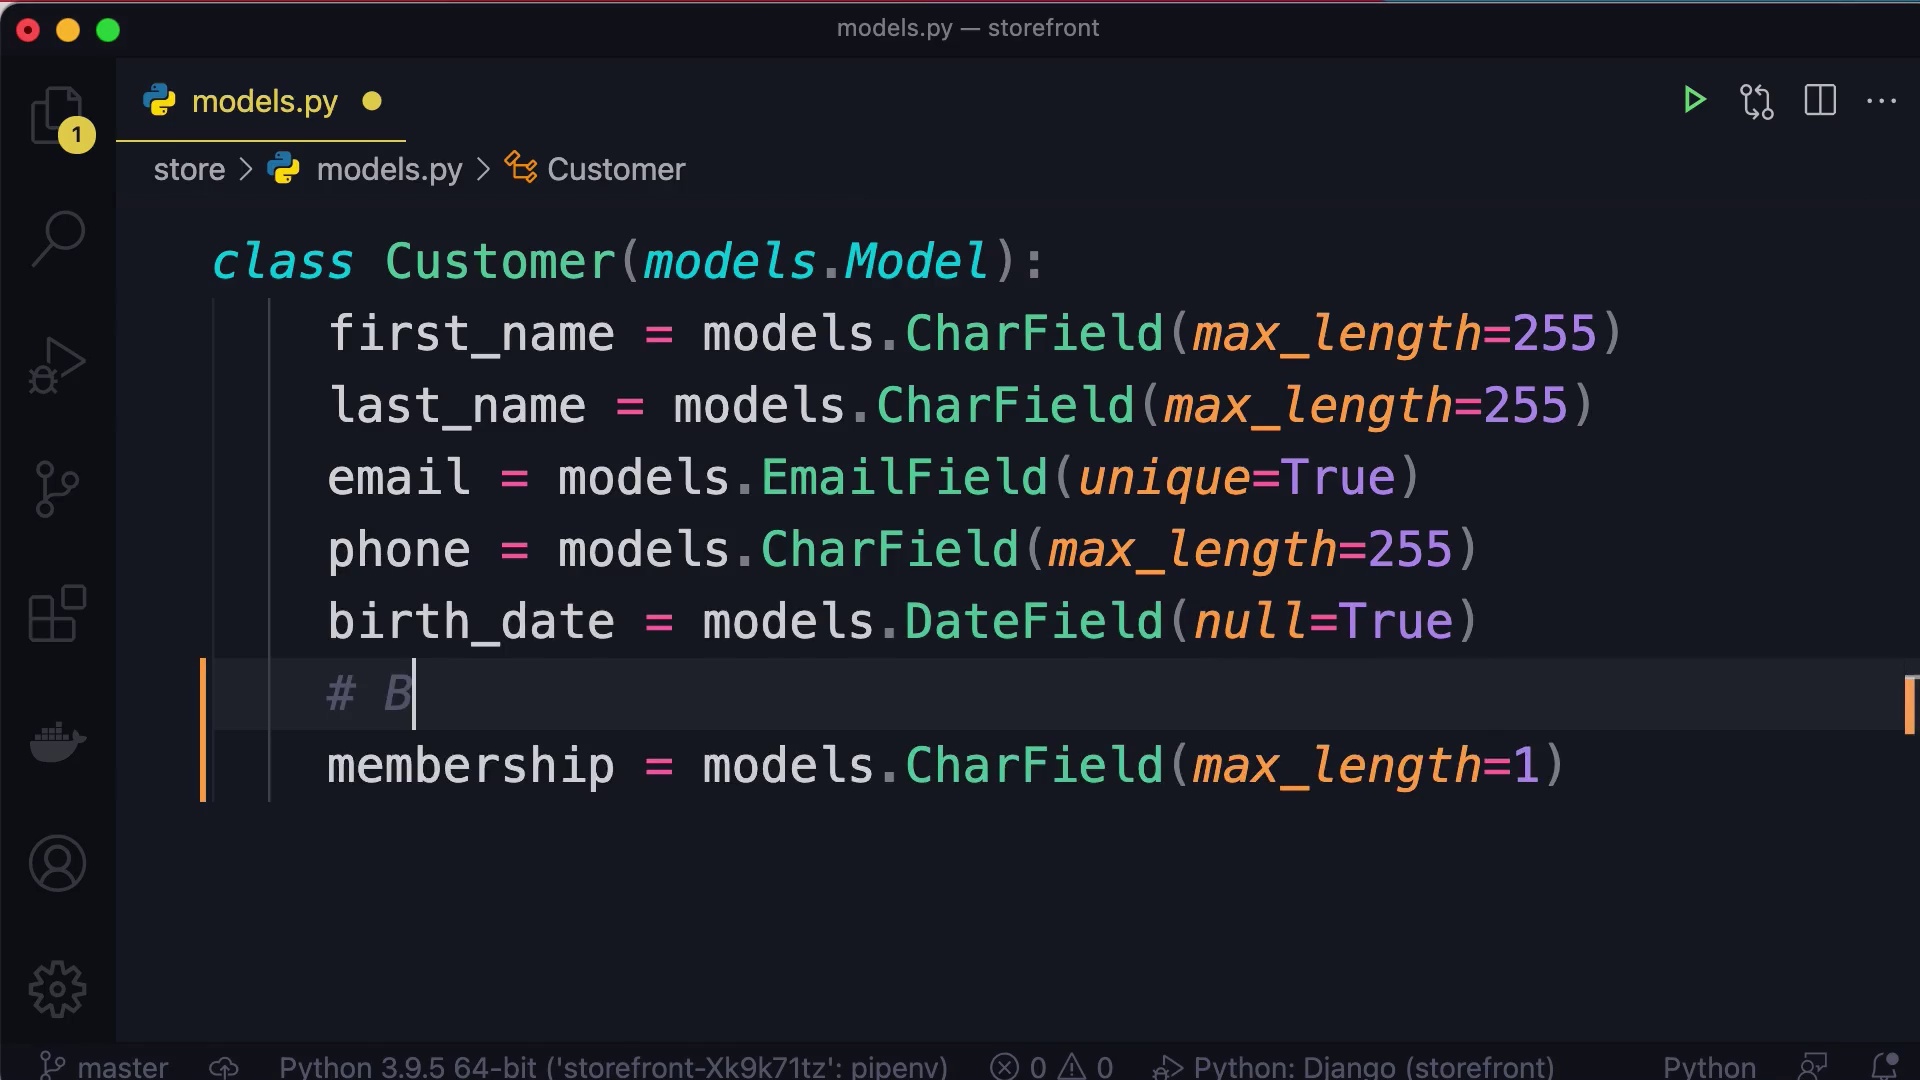 models.py — storefront
models.py
1
store > models.py > Customer
class Customer(models.Model):
first_name = models.CharField(max_length=255)
last_name = models.CharField(max_length=255)
email = models.EmailField(unique=True)
phone = models.CharField(max_length=255)
birth_date = models.DateField(null=True)
# B
membership = models.CharField(max_length=1)
master Python 3.9.5 64-bit ('storefront-Xk9k71tz': pipenv) 0 0 Python: Django (storefront) Python